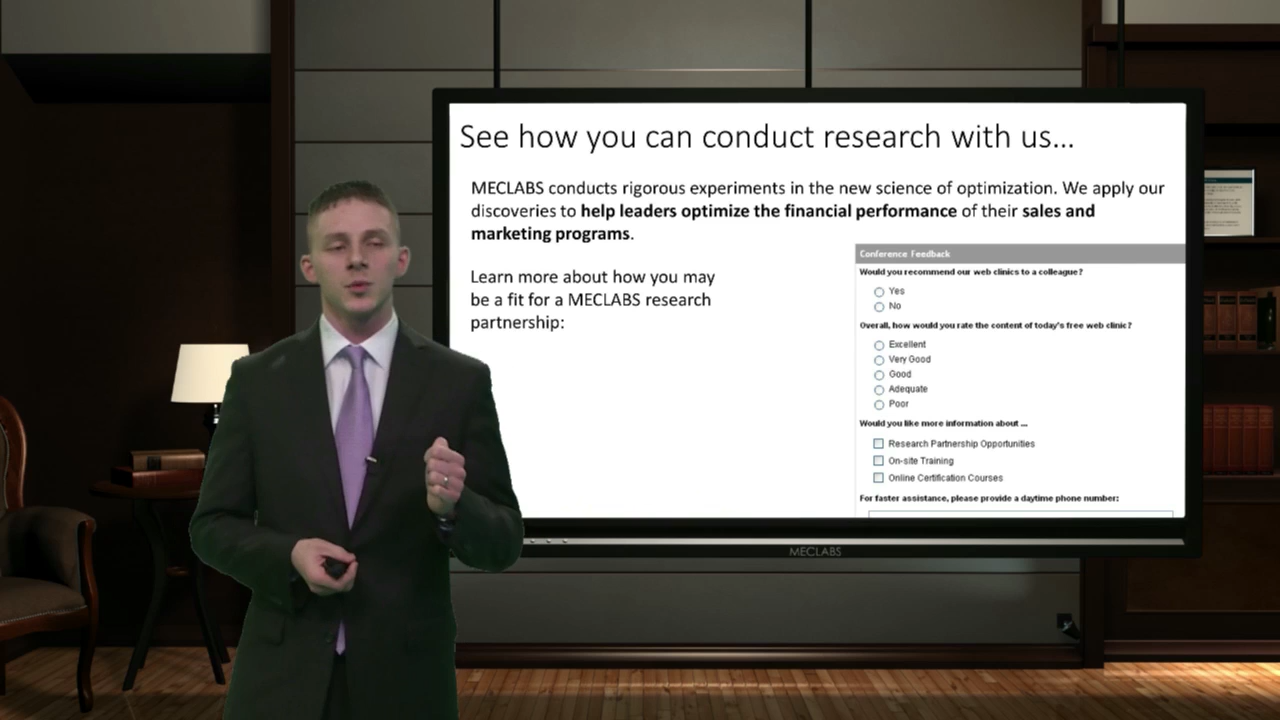 See how you can conduct research with us...
MECLABS conducts rigorous experiments in the new science of optimization. We apply our
discoveries to help leaders optimize the financial performance of their sales and
marketing programs.
Learn more about how you may
be a fit for a MECLABS research
partnership:
Conference Feedback
Would you recommend our web clinics to a colleague?
Yes
No
Overall, how would you rate the content of today's free web clinic?
Excellent
Very Good
Good
Adequate
Poor
Would you like more information about ...
Research Partnership Opportunities
On-site Training
Online Certification Courses
For faster assistance, please provide a daytime phone number:
MECLABS